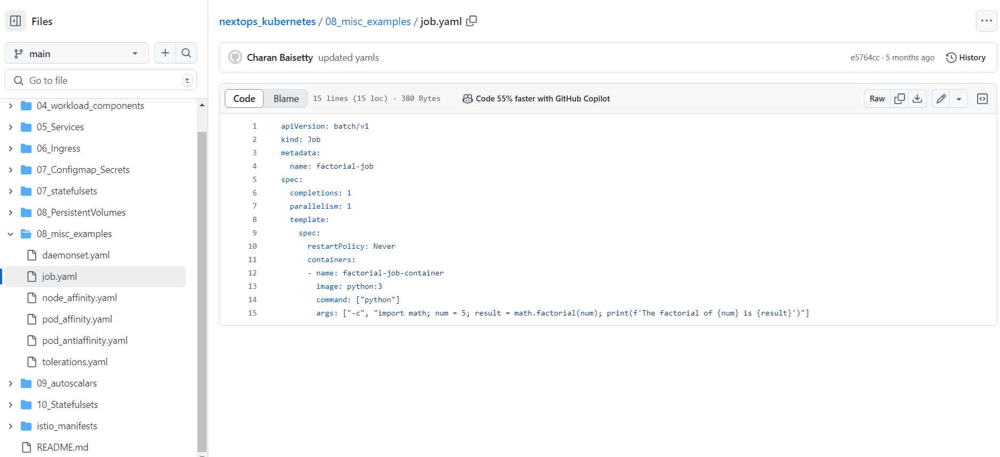 Files
main
Go to file
t
04_workload_components
05_Services
06_Ingress
07_Configmap_Secrets
07_statefulsets
08_PersistentVolumes
08_misc_examples
daemonset.yaml
job.yaml
node_affinity.yaml
pod_affinity.yaml
pod_antiaffinity.yaml
tolerations.yaml
09_autoscalars
10_Statefulsets
istio_manifests
README.md
nextops_kubernetes / 08_misc_examples / job.yaml
Charan Baisetty updated yamls
e5764cc · 5 months ago
History
Code Blame 15 lines (15 loc) · 380 Bytes
Code 55% faster with GitHub Copilot
Raw
1 apiVersion: batch/v1
2 kind: Job
3 metadata:
4   name: factorial-job
5 spec:
6   completions: 1
7   parallelism: 1
8   template:
9     spec:
10       restartPolicy: Never
11       containers:
12       - name: factorial-job-container
13         image: python:3
14         command: ["python"]
15         args: ["-c", "import math; num = 5; result = math.factorial(num); print(f'The factorial of {num} is {result}')"]